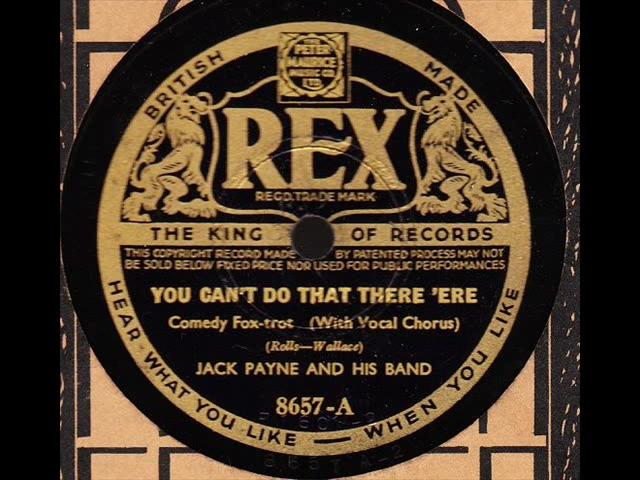 THE
PETER
MAURICE
MUSIC CO
LTD
BRITISH MADE
REX
REGD. TRADE MARK
THE KING OF RECORDS
THIS COPYRIGHT RECORD MADE BY PATENTED PROCESS MAY NOT
BE SOLD BELOW FIXED PRICE NOR USED FOR PUBLIC PERFORMANCES
YOU CAN'T DO THAT THERE 'ERE
Comedy Fox-trot (With Vocal Chorus)
(Rolls—Wallace)
JACK PAYNE AND HIS BAND
8657-A
HEAR WHAT YOU LIKE — WHEN YOU LIKE